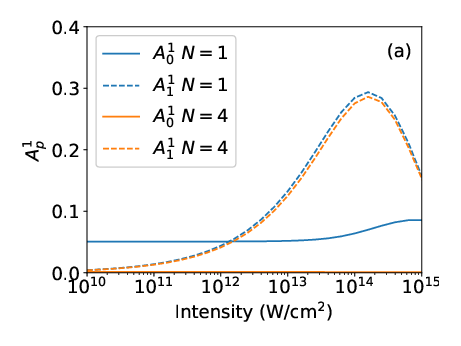 0.4
0.3
0.2
0.1
0.0
A_p^1
(a)
A_0^1 N = 1
A_1^1 N = 1
A_0^1 N = 4
A_1^1 N = 4
10^10 10^11 10^12 10^13 10^14 10^15
Intensity (W/cm^2)